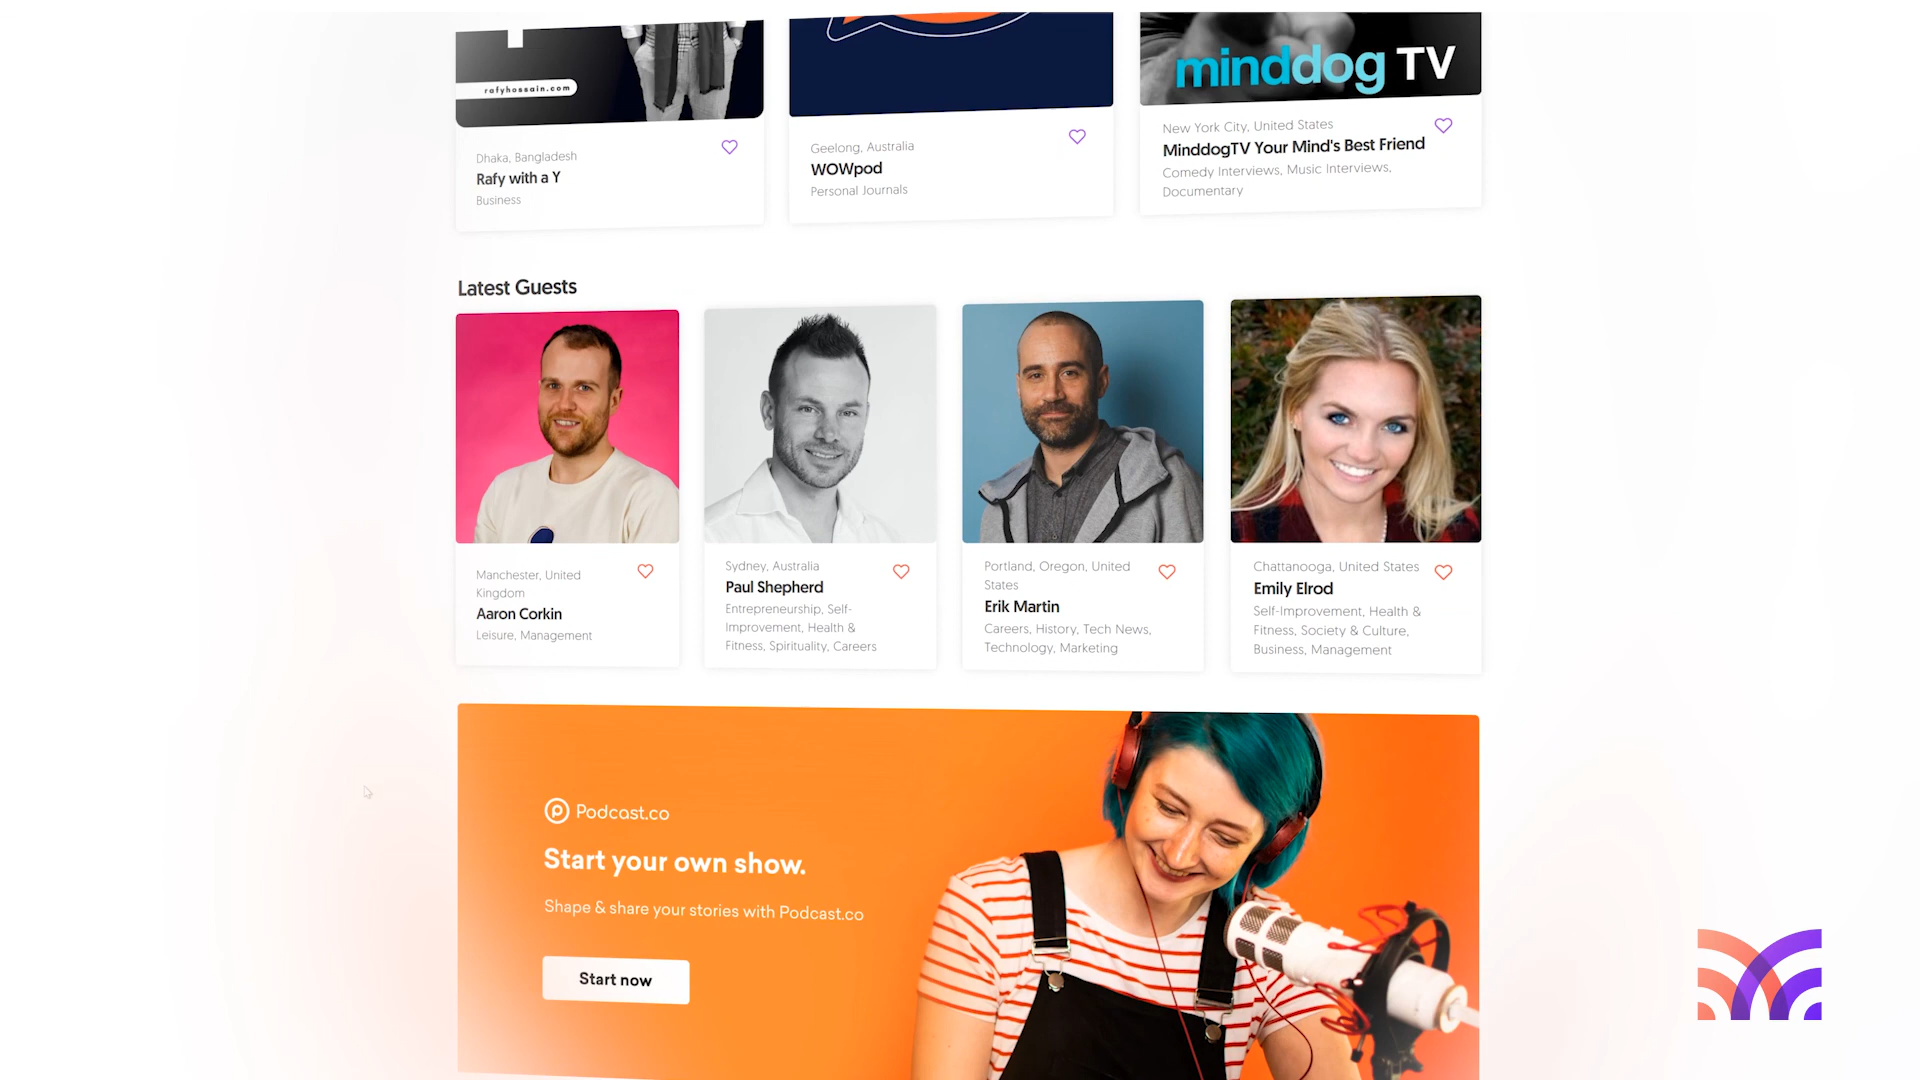 rafyhossain.com
minddog TV
Dhaka, Bangladesh
Rafy with a Y
Business
Geelong, Australia
WOWpod
Personal Journals
New York City, United States
MinddogTV Your Mind's Best Friend
Comedy Interviews, Music Interviews,
Documentary
Latest Guests
Manchester, United
Kingdom
Aaron Corkin
Leisure, Management
Sydney, Australia
Paul Shepherd
Entrepreneurship, Self-
Improvement, Health &
Fitness, Spirituality, Careers
Portland, Oregon, United
States
Erik Martin
Careers, History, Tech News,
Technology, Marketing
Chattanooga, United States
Emily Elrod
Self-Improvement, Health &
Fitness, Society & Culture,
Business, Management
Podcast.co
Start your own show.
Shape & share your stories with Podcast.co
Start now